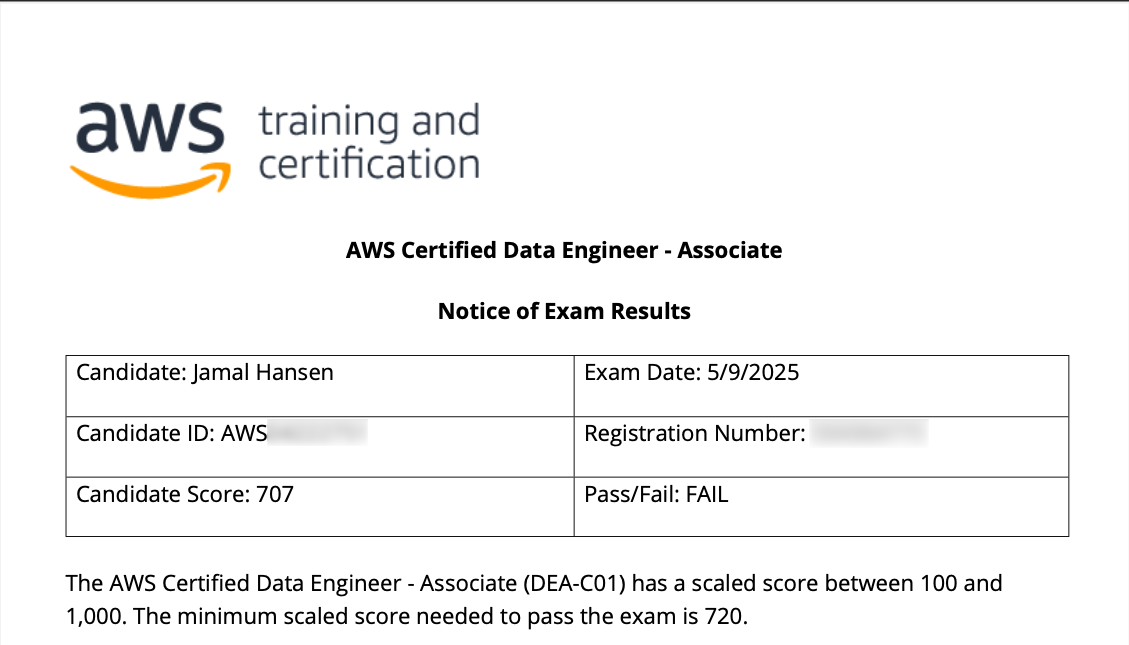 aws training and
certification
AWS Certified Data Engineer - Associate
Notice of Exam Results
Candidate: Jamal Hansen
Exam Date: 5/9/2025
Candidate ID: AWS
Registration Number:
Candidate Score: 707
Pass/Fail: FAIL
The AWS Certified Data Engineer - Associate (DEA-C01) has a scaled score between 100 and
1,000. The minimum scaled score needed to pass the exam is 720.